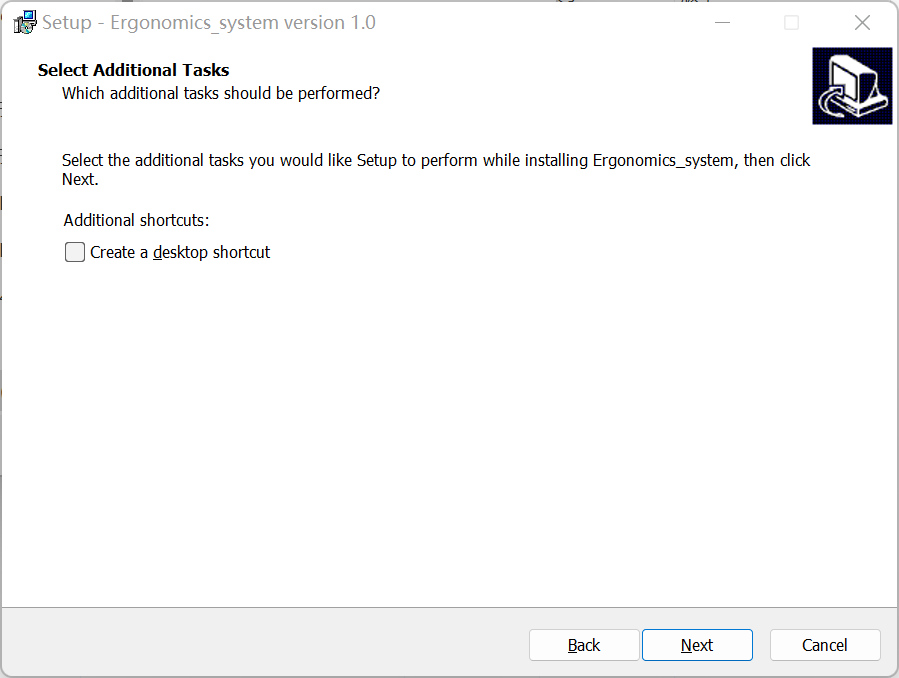 Setup - Ergonomics_system version 1.0
Select Additional Tasks
Which additional tasks should be performed?
Select the additional tasks you would like Setup to perform while installing Ergonomics_system, then click
Next.
Additional shortcuts:
Create a desktop shortcut
Back
Next
Cancel